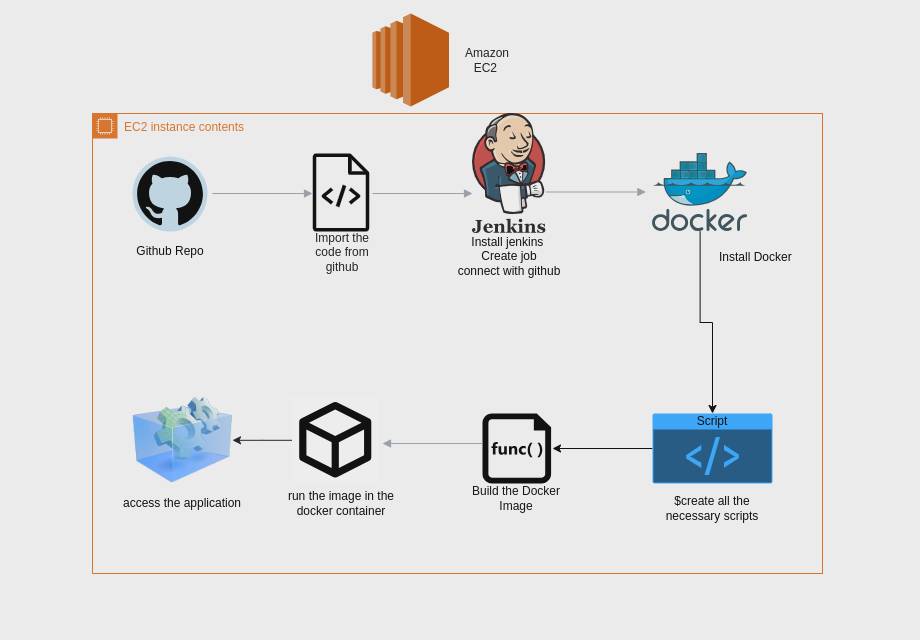 Amazon
EC2
EC2 instance contents
Github Repo
</>
Import the
code from
github
Jenkins
Install jenkins
Create job
connect with github
docker
Install Docker
Script
</>
$create all the
necessary scripts
func( )
Build the Docker
Image
run the image in the
docker container
access the application